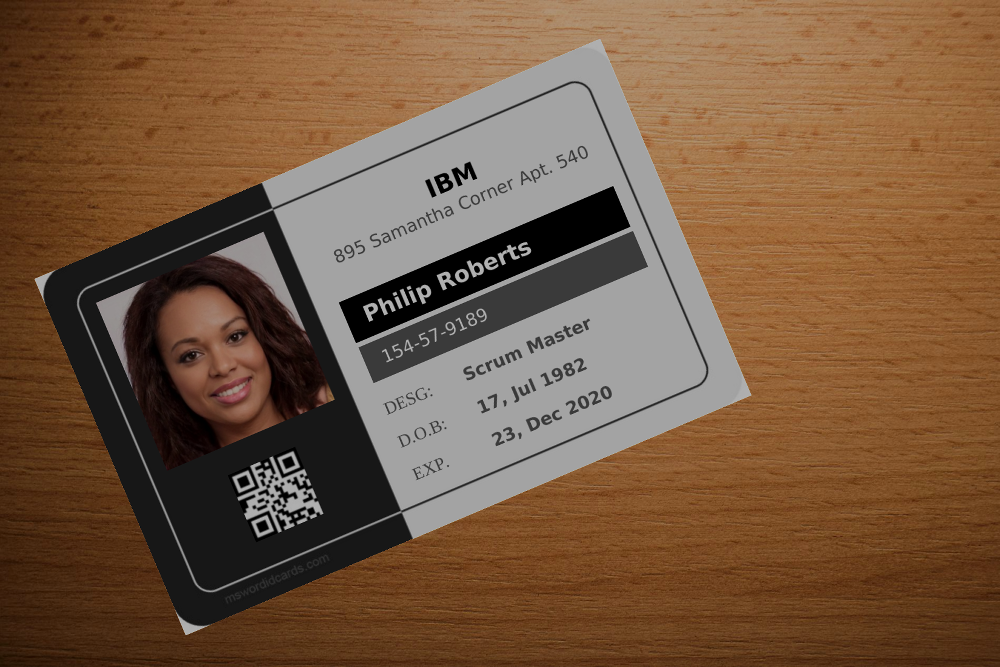 IBM
895 Samantha Corner Apt. 540
Philip Roberts
154-57-9189
DESG: Scrum Master
D.O.B: 17, Jul 1982
EXP. 23, Dec 2020
mswordidcards.com